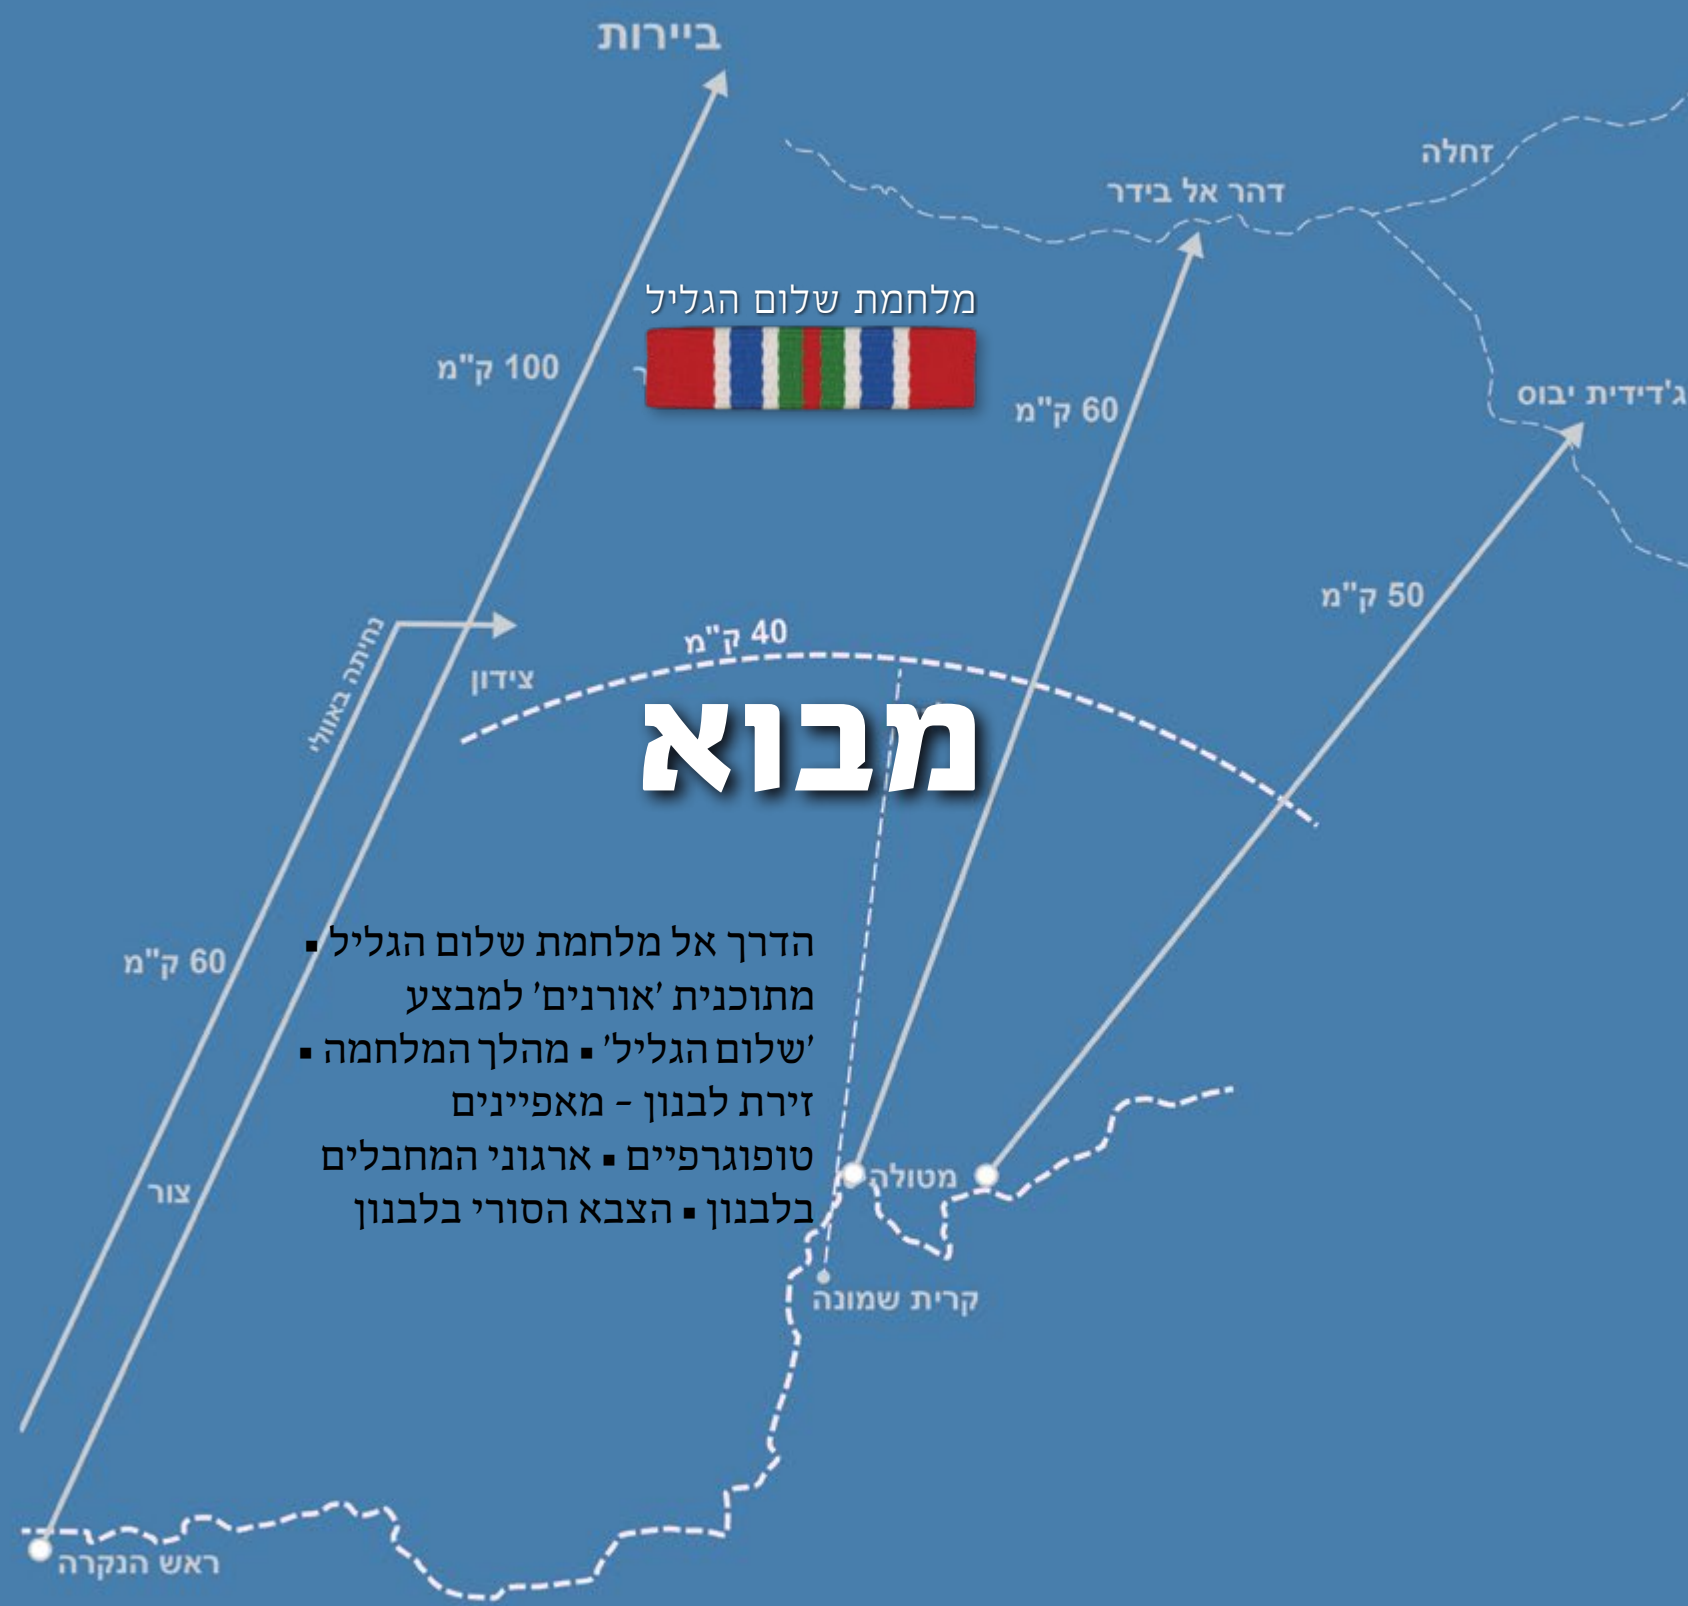 ביירות
זחלה
דהר אל בידר
מלחמת שלום הגליל
100 ק"מ
60 ק"מ
ג'דידית יבוס
50 ק"מ
40 ק"מ
נחיתה באוולי
צידון
מבוא
הדרך אל מלחמת שלום הגליל ▪
מתוכנית 'אורנים' למבצע
'שלום הגליל' ▪ מהלך המלחמה ▪
זירת לבנון - מאפיינים
טופוגרפיים ▪ ארגוני המחבלים
בלבנון ▪ הצבא הסורי בלבנון
60 ק"מ
צור
מטולה
קרית שמונה
ראש הנקרה